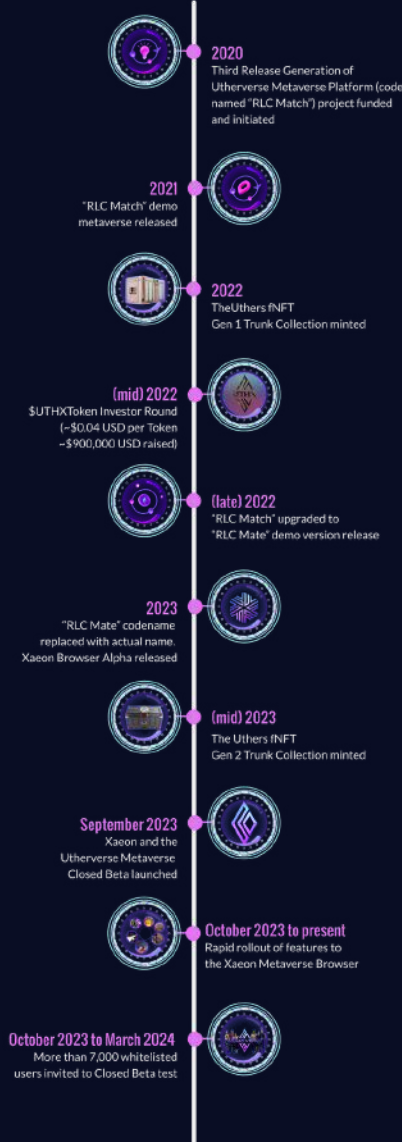 2020
Third Release Generation of
Utherverse Metaverse Platform (code
named "RLC Match") project funded
and initiated
2021
"RLC Match" demo
metaverse released
2022
TheUthers fNFT
Gen 1 Trunk Collection minted
(mid) 2022
$UTHXToken Investor Round
(~$0.04 USD per Token
~$900,000 USD raised)
(late) 2022
"RLC Match" upgraded to
"RLC Mate" demo version release
2023
"RLC Mate" codename
replaced with actual name.
Xaeon Browser Alpha released
(mid) 2023
The Uthers fNFT
Gen 2 Trunk Collection minted
September 2023
Xaeon and the
Utherverse Metaverse
Closed Beta launched
October 2023 to present
Rapid rollout of features to
the Xaeon Metaverse Browser
October 2023 to March 2024
More than 7,000 whitelisted
users invited to Closed Beta test